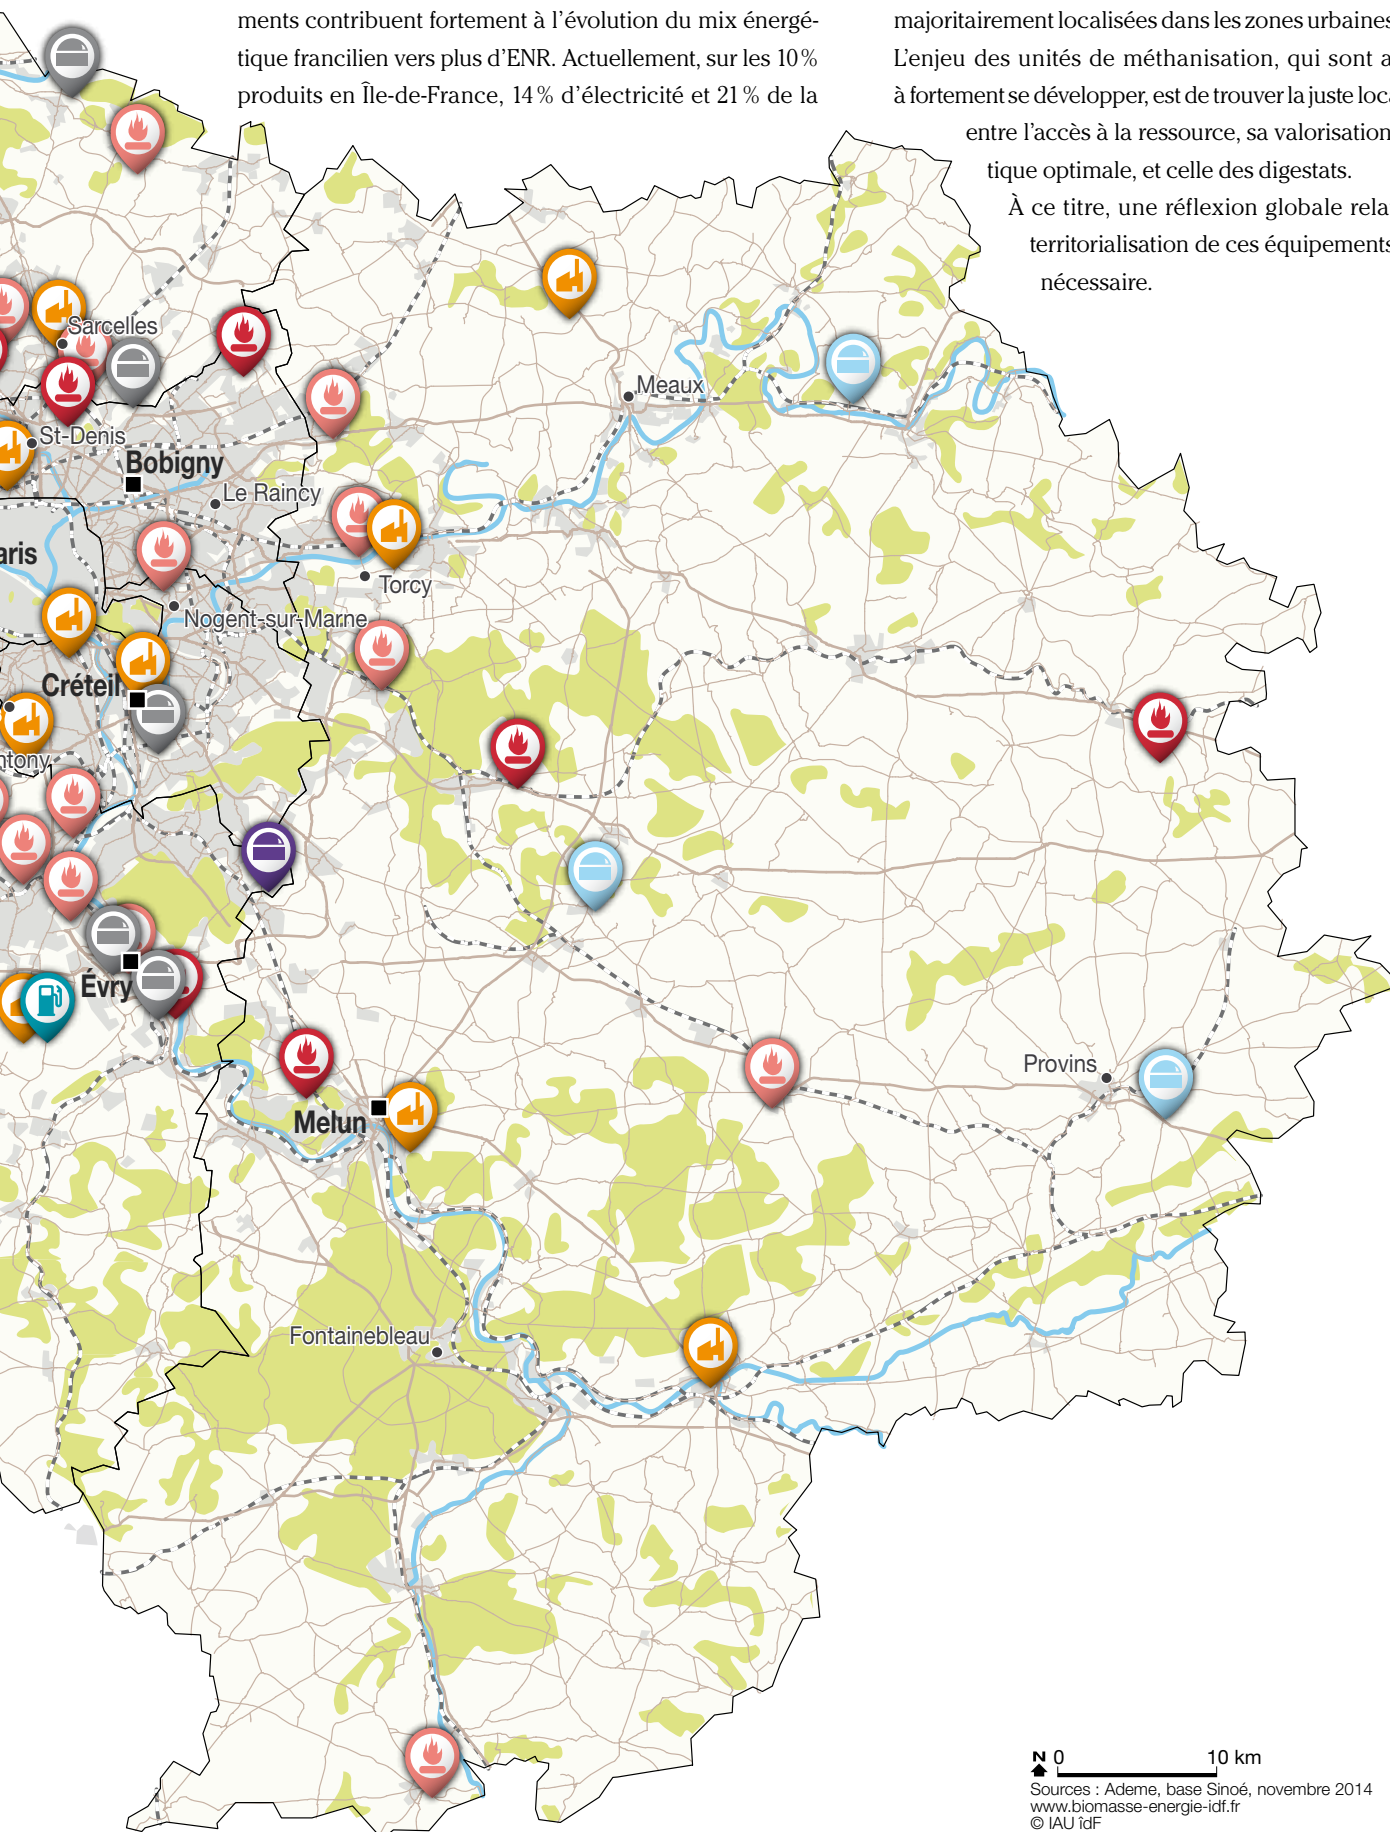 ments contribuent fortement à l'évolution du mix énergé-
tique francilien vers plus d'ENR. Actuellement, sur les 10 %
produits en Île-de-France, 14 % d'électricité et 21 % de la
majoritairement localisées dans les zones urbaines
L'enjeu des unités de méthanisation, qui sont a
à fortement se développer, est de trouver la juste loc
entre l'accès à la ressource, sa valorisation
tique optimale, et celle des digestats.
À ce titre, une réflexion globale rela
territorialisation de ces équipements
nécessaire.
Sarcelles
Meaux
St-Denis
Bobigny
Le Raincy
aris
Torcy
Nogent-sur-Marne
Créteil
ntony
Évry
Provins
Melun
Fontainebleau
N 0 10 km
Sources : Ademe, base Sinoé, novembre 2014
www.biomasse-energie-idf.fr
© IAU îdF